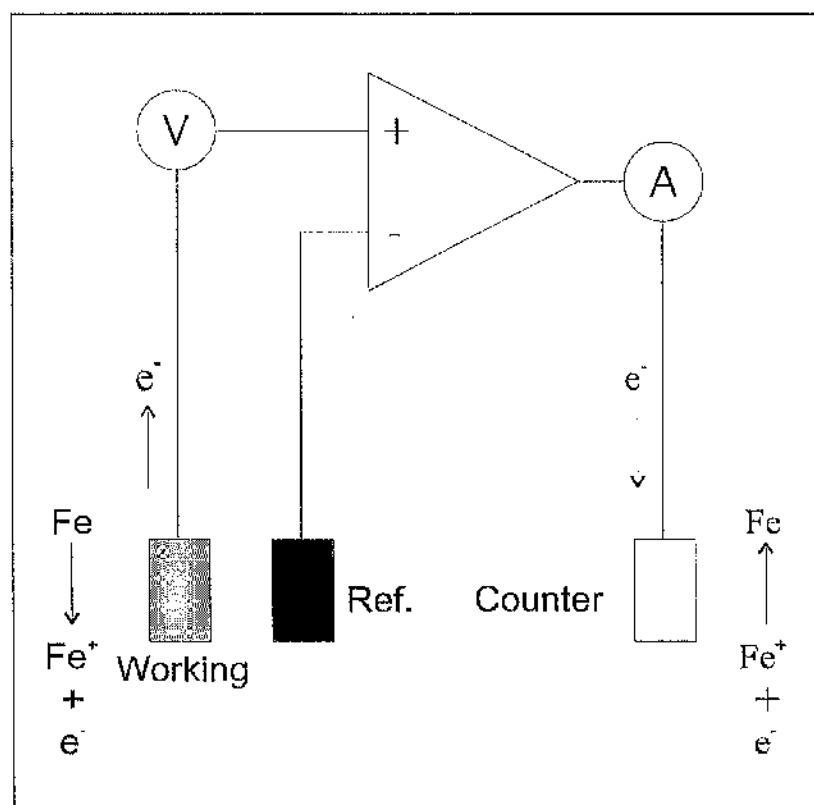 V
+
A
-
e-
e-
Fe
Fe
Ref.
Counter
Fe+
Working
Fe+
+
+
e-
e-